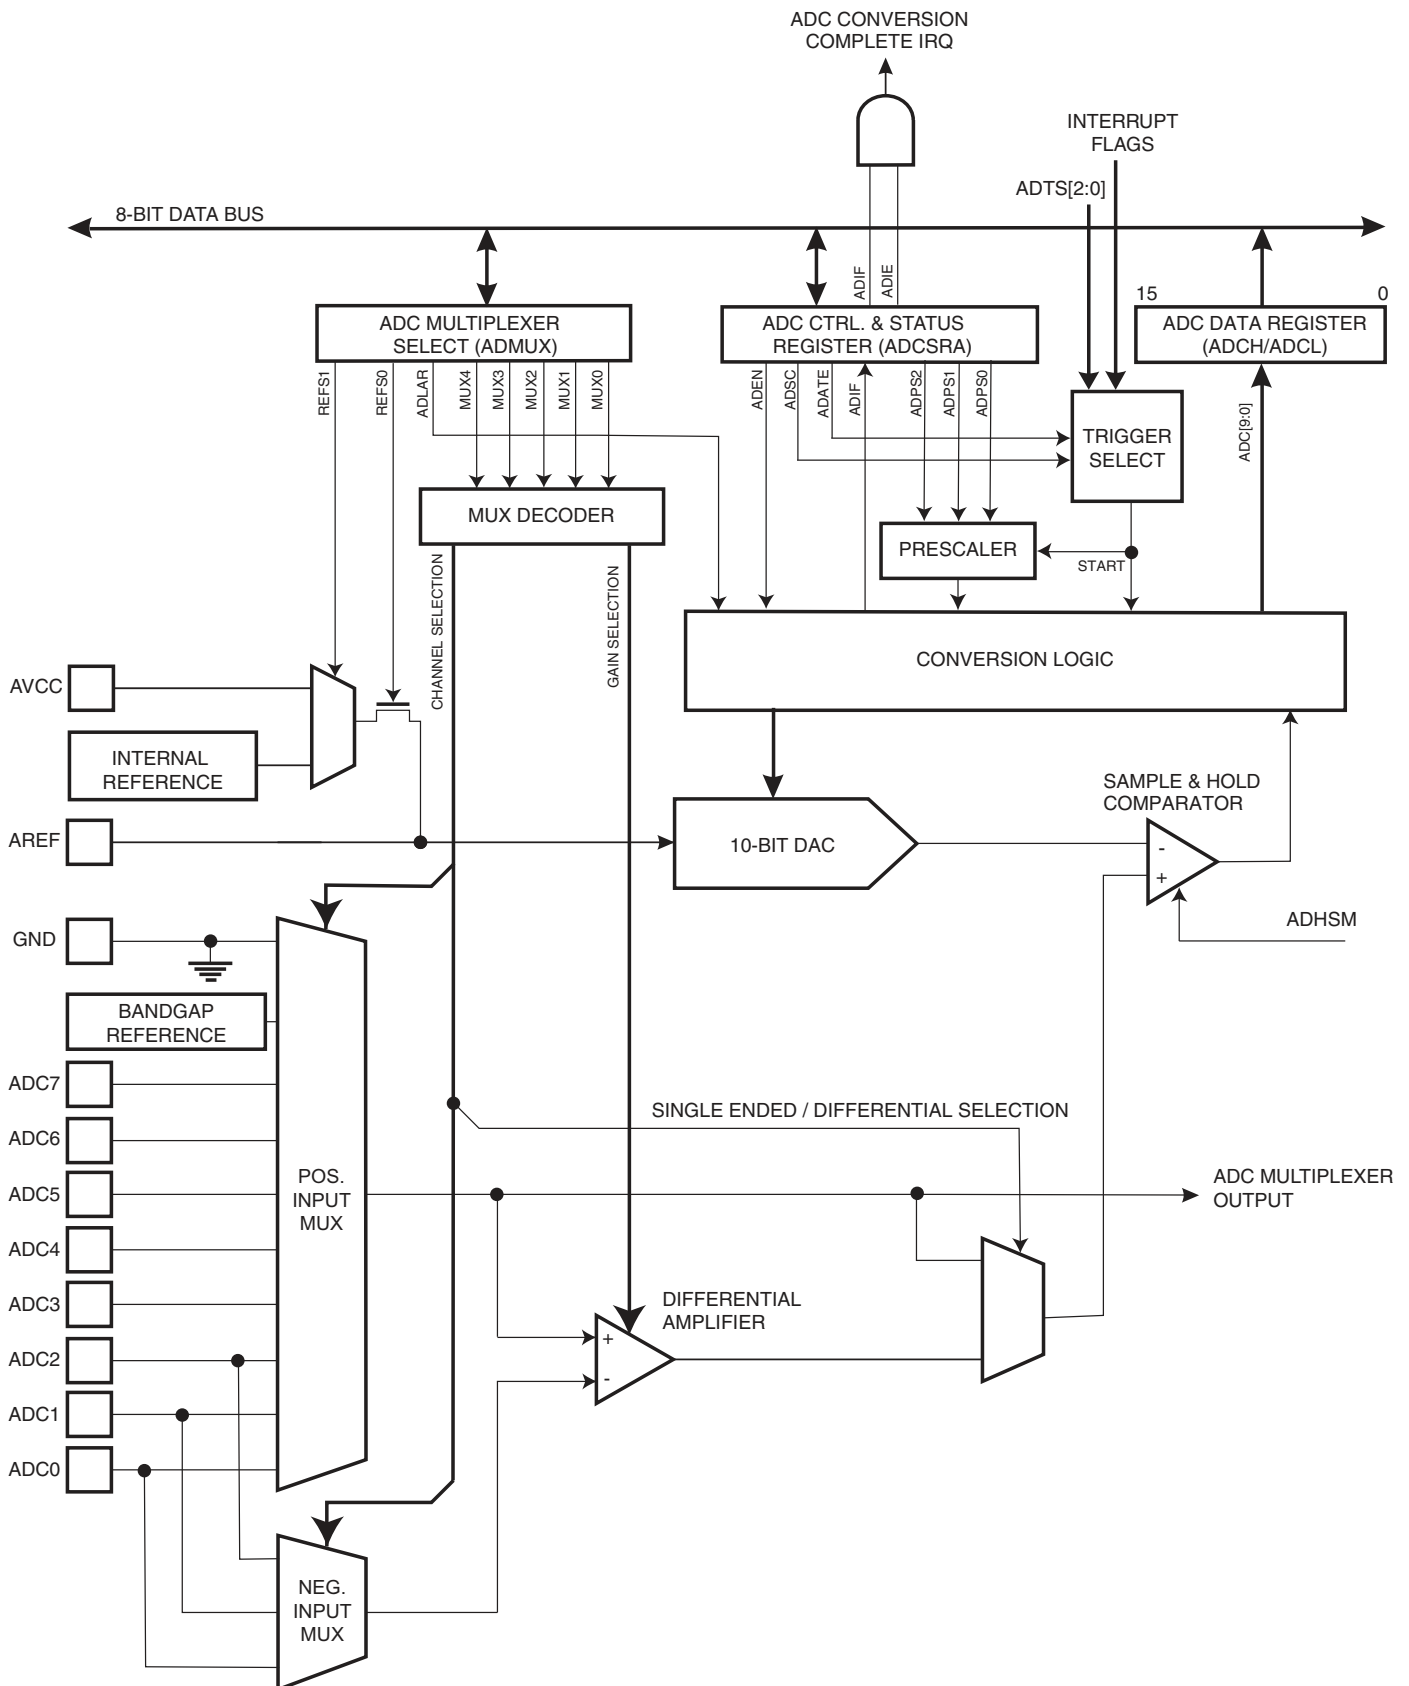 ADC CONVERSION
COMPLETE IRQ
INTERRUPT
FLAGS
ADTS[2:0]
8-BIT DATA BUS
ADIF
ADIE
15
0
ADC MULTIPLEXER
SELECT (ADMUX)
ADC CTRL. & STATUS
REGISTER (ADCSRA)
ADC DATA REGISTER
(ADCH/ADCL)
REFS1
REFS0
ADLAR
MUX4
MUX3
MUX2
MUX1
MUX0
ADEN
ADSC
ADATE
ADIF
ADPS2
ADPS1
ADPS0
ADC[9:0]
TRIGGER
SELECT
MUX DECODER
PRESCALER
START
CHANNEL SELECTION
GAIN SELECTION
CONVERSION LOGIC
AVCC
INTERNAL
REFERENCE
SAMPLE & HOLD
COMPARATOR
AREF
10-BIT DAC
-
+
ADHSM
GND
BANDGAP
REFERENCE
ADC7
ADC6
ADC5
ADC4
ADC3
ADC2
ADC1
ADC0
POS.
INPUT
MUX
SINGLE ENDED / DIFFERENTIAL SELECTION
ADC MULTIPLEXER
OUTPUT
DIFFERENTIAL
AMPLIFIER
+
-
NEG.
INPUT
MUX